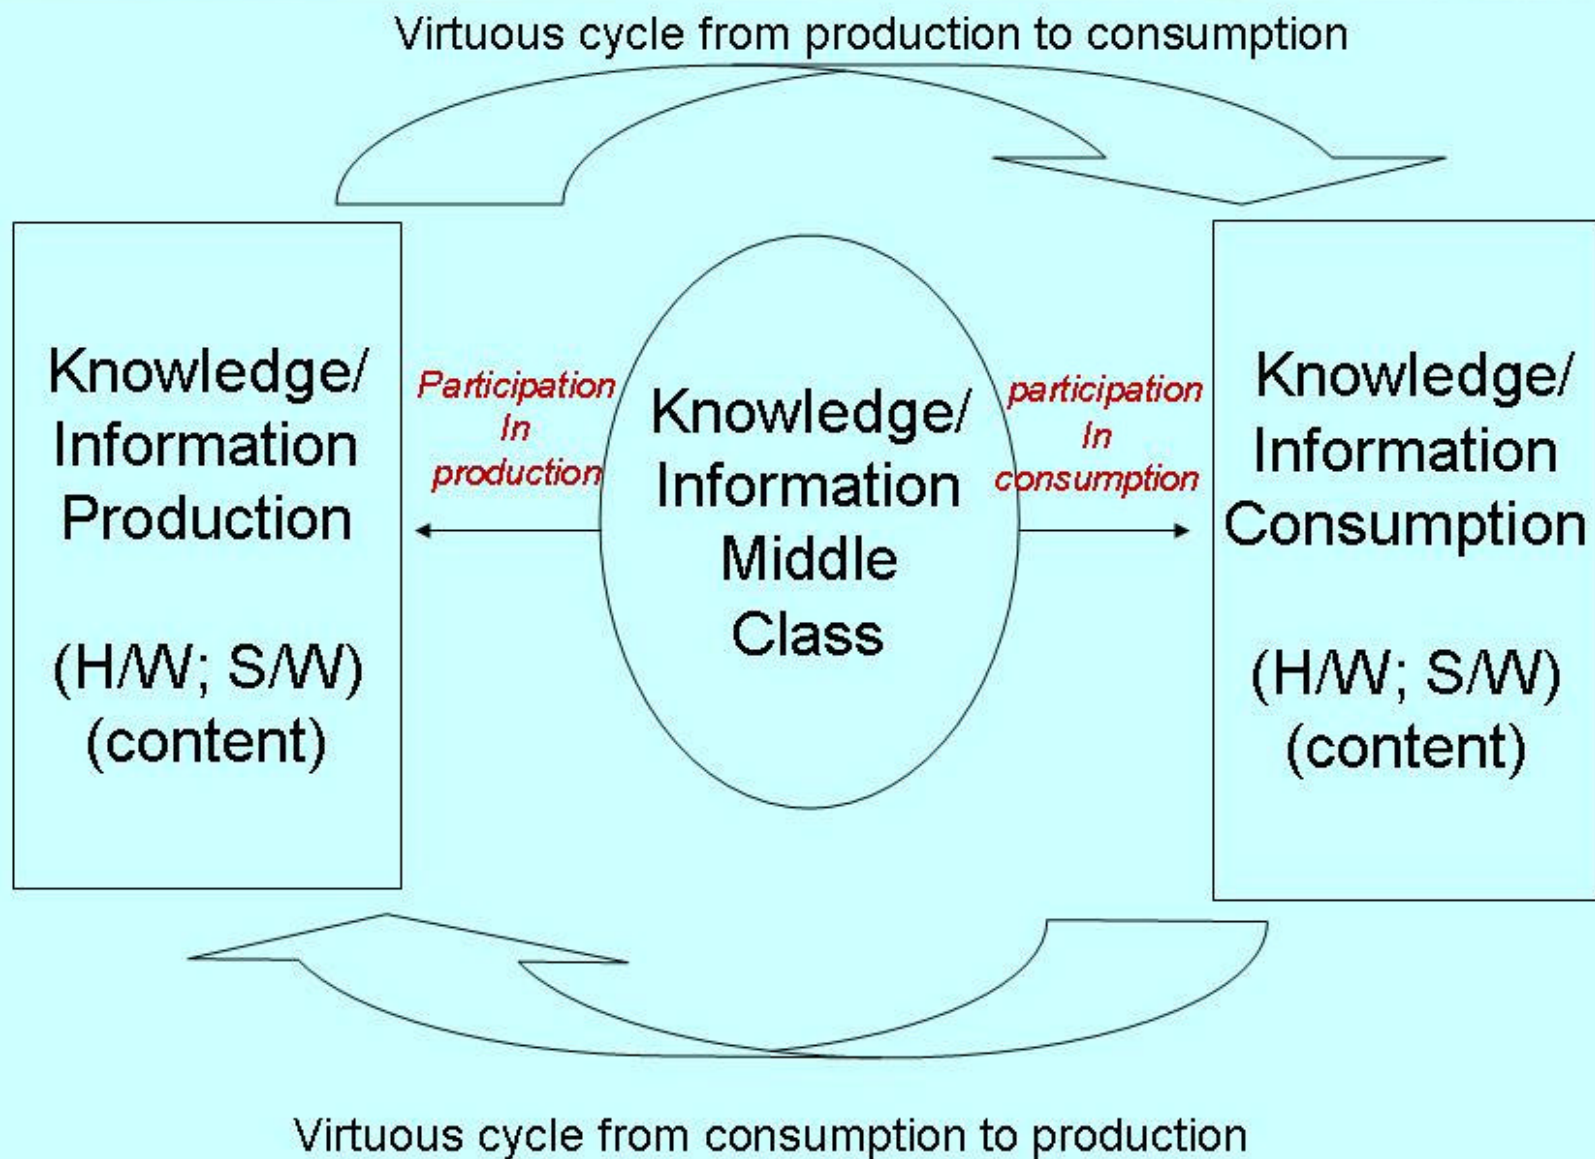 Virtuous cycle from production to consumption
Knowledge/
Information
Production
(H/W; S/W)
(content)
Participation
In
production
Knowledge/
Information
Middle
Class
participation
In
consumption
Knowledge/
Information
Consumption
(H/W; S/W)
(content)
Virtuous cycle from consumption to production